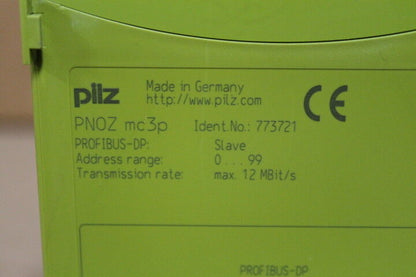 pilz
Made in Germany
http://www.pilz.com
CE
PNOZ mc3p Ident.No.: 773721
PROFIBUS-DP: Slave
Address range: 0...99
Transmission rate: max. 12 MBit/s
PROFIBUS-DP